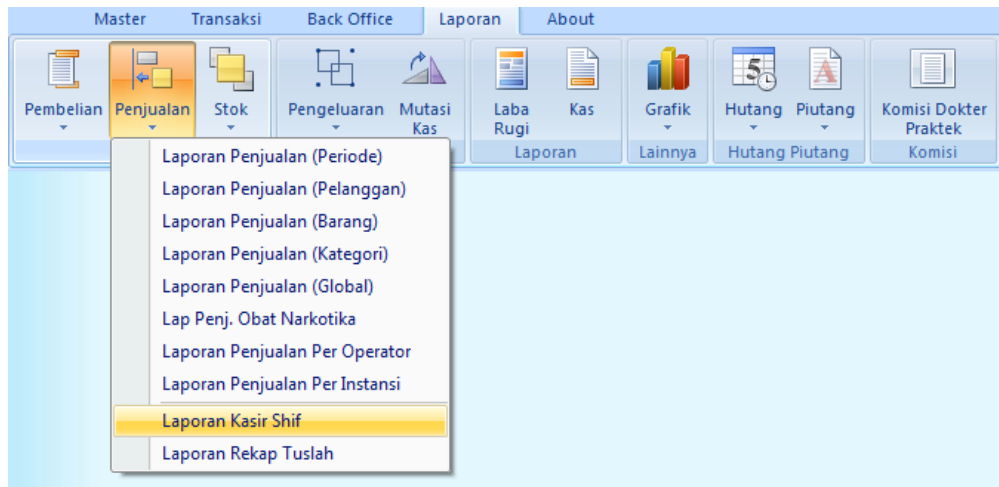 Master Transaksi Back Office Laporan About
Pembelian Penjualan Stok Pengeluaran Mutasi Kas Laba Rugi Kas Grafik Hutang Piutang Komisi Dokter Praktek
Laporan Lainnya Hutang Piutang Komisi
Laporan Penjualan (Periode)
Laporan Penjualan (Pelanggan)
Laporan Penjualan (Barang)
Laporan Penjualan (Kategori)
Laporan Penjualan (Global)
Lap Penj. Obat Narkotika
Laporan Penjualan Per Operator
Laporan Penjualan Per Instansi
Laporan Kasir Shif
Laporan Rekap Tuslah